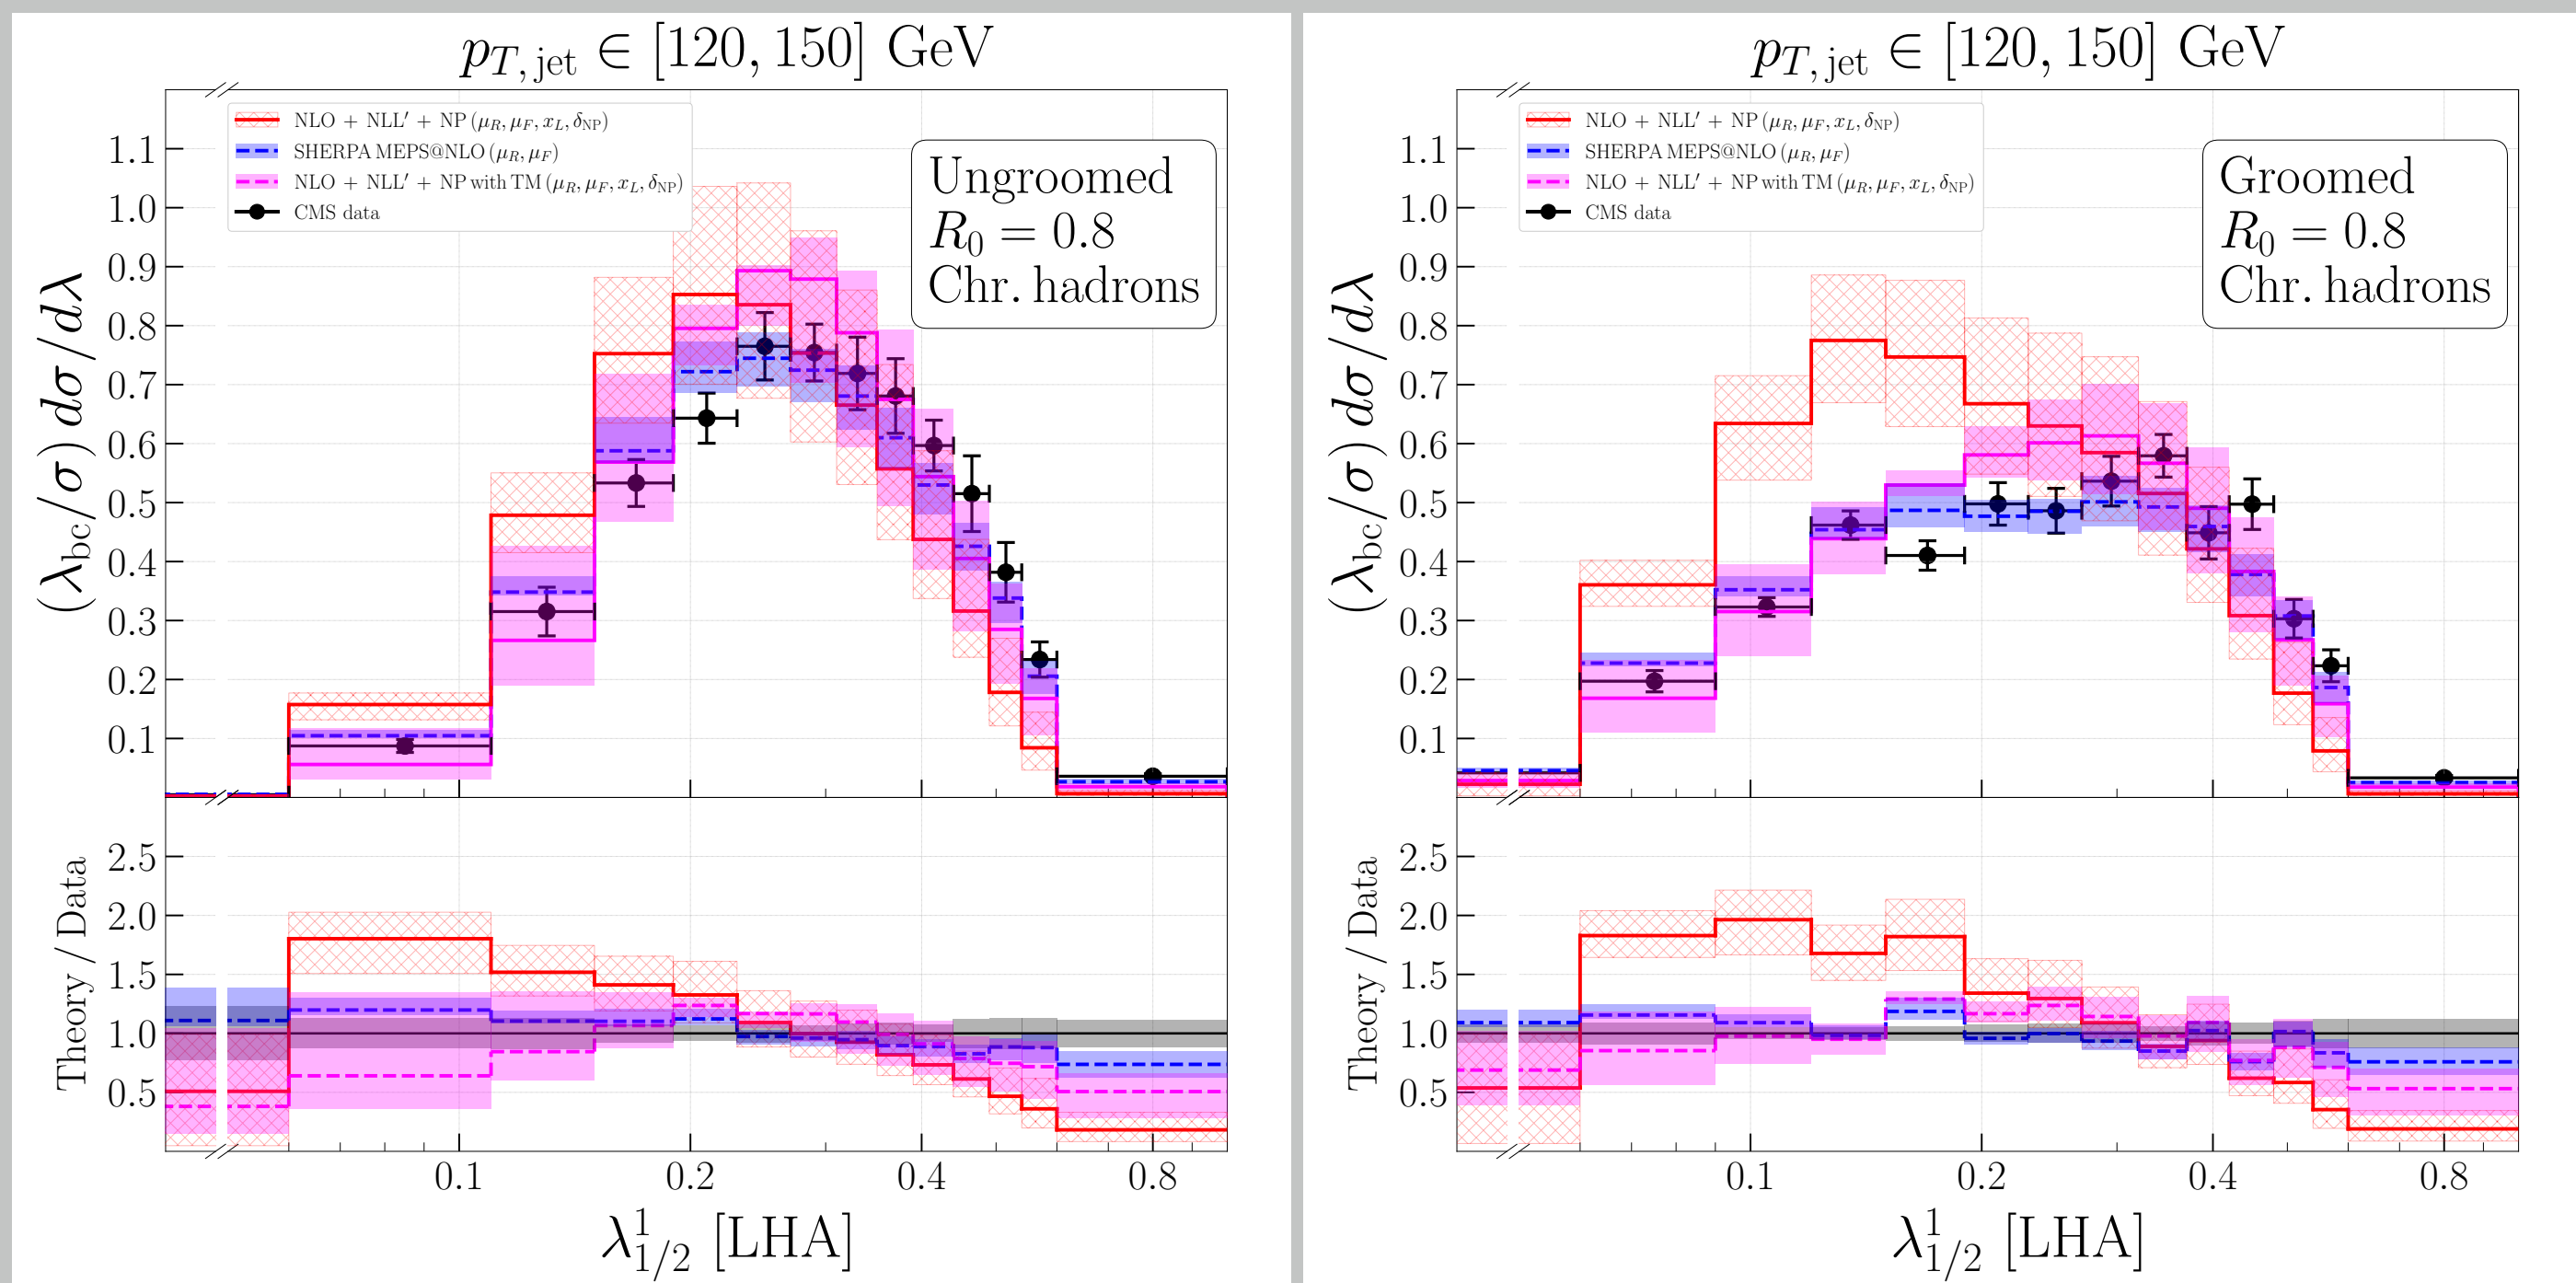 p_{T, jet} ∈ [120, 150] GeV
NLO + NLL′ + NP (μ_R, μ_F, x_L, δ_NP)
SHERPA MEPS@NLO (μ_R, μ_F)
NLO + NLL′ + NP with TM (μ_R, μ_F, x_L, δ_NP)
CMS data
Ungroomed
R_0 = 0.8
Chr. hadrons
(λ_bc/σ) dσ/dλ
1.1
1.0
0.9
0.8
0.7
0.6
0.5
0.4
0.3
0.2
0.1
Theory / Data
2.5
2.0
1.5
1.0
0.5
0.1 0.2 0.4 0.8
λ^1_{1/2} [LHA]
p_{T, jet} ∈ [120, 150] GeV
NLO + NLL′ + NP (μ_R, μ_F, x_L, δ_NP)
SHERPA MEPS@NLO (μ_R, μ_F)
NLO + NLL′ + NP with TM (μ_R, μ_F, x_L, δ_NP)
CMS data
Groomed
R_0 = 0.8
Chr. hadrons
(λ_bc/σ) dσ/dλ
1.1
1.0
0.9
0.8
0.7
0.6
0.5
0.4
0.3
0.2
0.1
Theory / Data
2.5
2.0
1.5
1.0
0.5
0.1 0.2 0.4 0.8
λ^1_{1/2} [LHA]